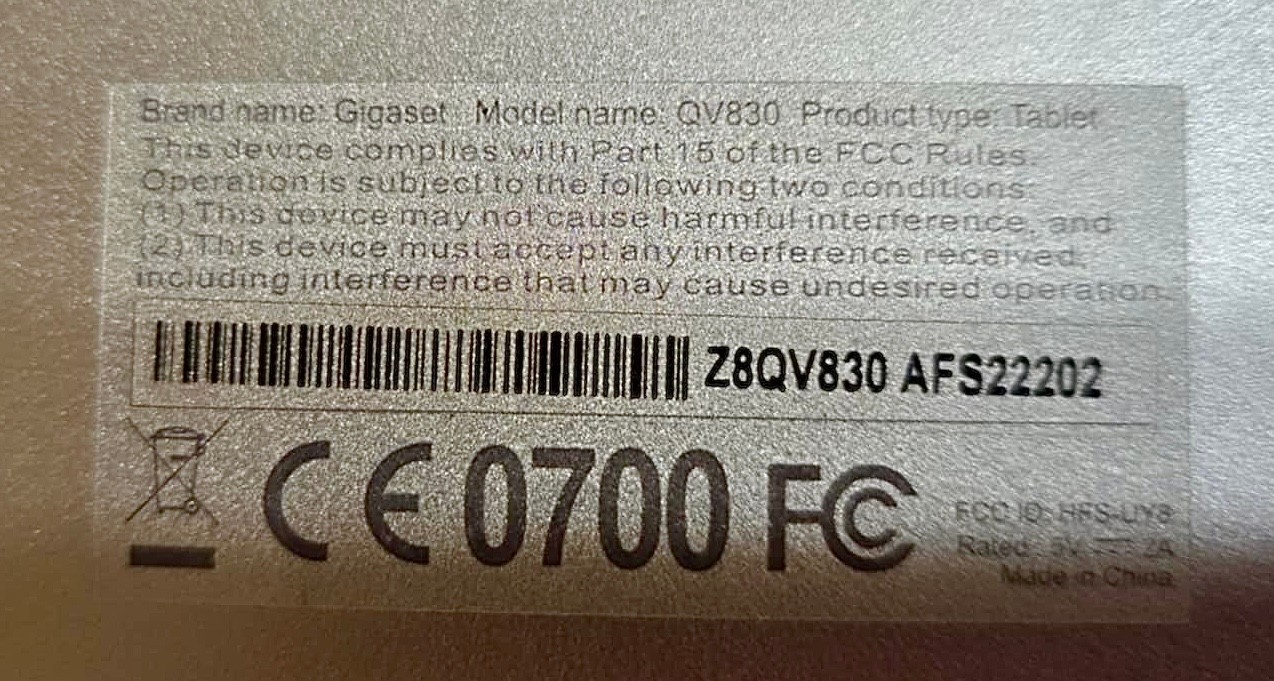 Brand name: Gigaset Model name: QV830 Product type: Tablet
This device complies with Part 15 of the FCC Rules.
Operation is subject to the following two conditions:
(1) This device may not cause harmful interference, and
(2) This device must accept any interference received,
including interference that may cause undesired operation.
Z8QV830 AFS22202
CE 0700 FC
FCC ID: HFS-UY8
Rated: 5V ⎓ 2A
Made in China